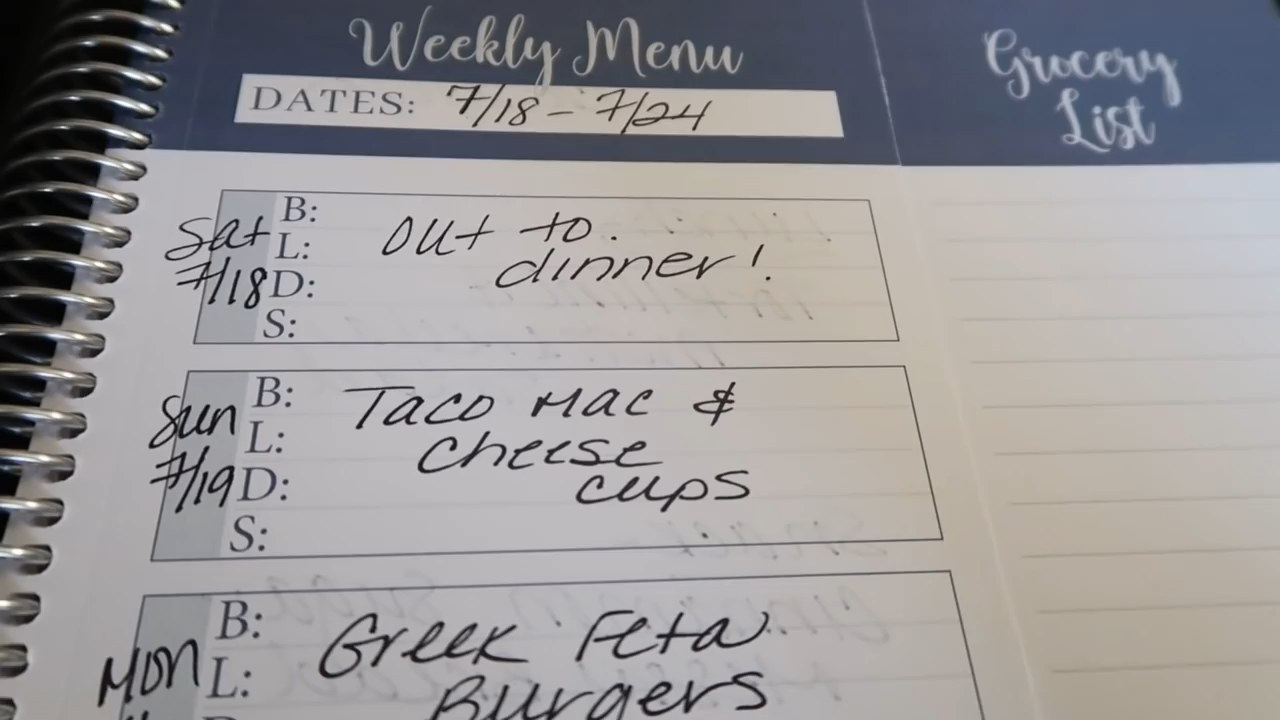 Weekly Menu
DATES: 7/18 - 7/24
Grocery
List
Sat
7/18
B:
L:
D:
S:
Out to
dinner!
Sun
7/19
B:
L:
D:
S:
Taco Mac &
Cheese
cups
Mon
B:
L:
Greek Feta
Burgers